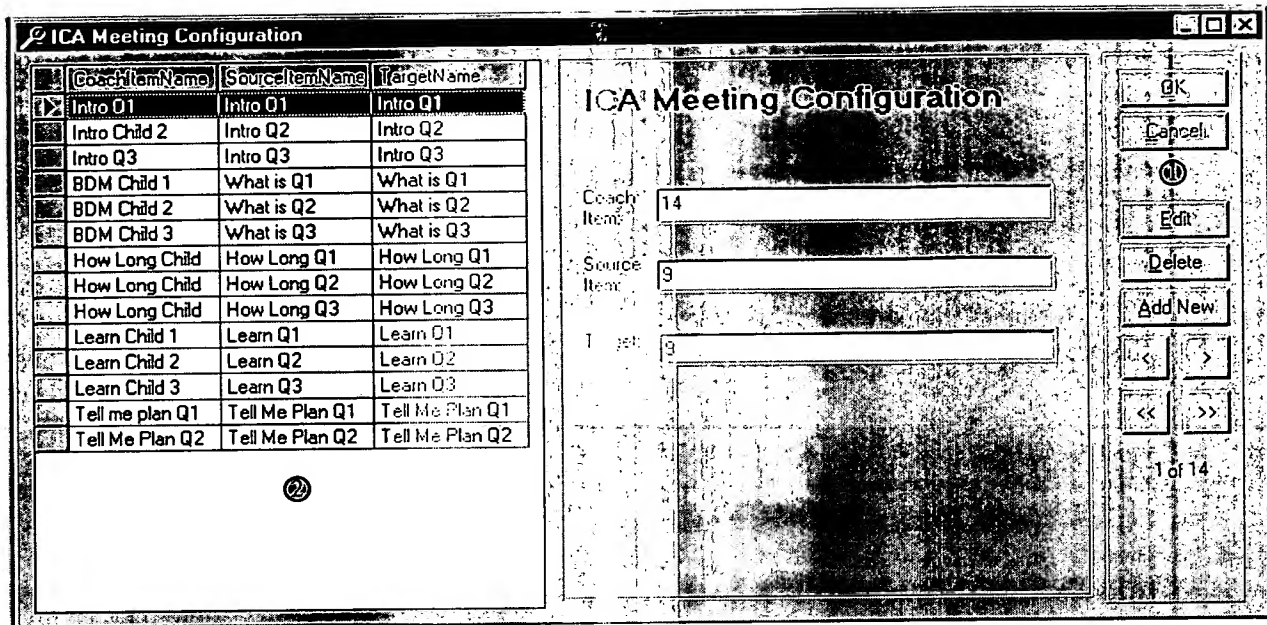 ICA Meeting Configuration
CoachItemName SourceItemName TargetName
Intro Q1 Intro Q1 Intro Q1
Intro Child 2 Intro Q2 Intro Q2
Intro Q3 Intro Q3 Intro Q3
BDM Child 1 What is Q1 What is Q1
BDM Child 2 What is Q2 What is Q2
BDM Child 3 What is Q3 What is Q3
How Long Child How Long Q1 How Long Q1
How Long Child How Long Q2 How Long Q2
How Long Child How Long Q3 How Long Q3
Learn Child 1 Learn Q1 Learn Q1
Learn Child 2 Learn Q2 Learn Q2
Learn Child 3 Learn Q3 Learn Q3
Tell me plan Q1 Tell Me Plan Q1 Tell Me Plan Q1
Tell Me Plan Q2 Tell Me Plan Q2 Tell Me Plan Q2
②
ICA Meeting Configuration
Coach
Item:
14
Source
Item:
9
9
OK
Cancel
①
Edit
Delete
Add New
< >
<< >>
1 of 14